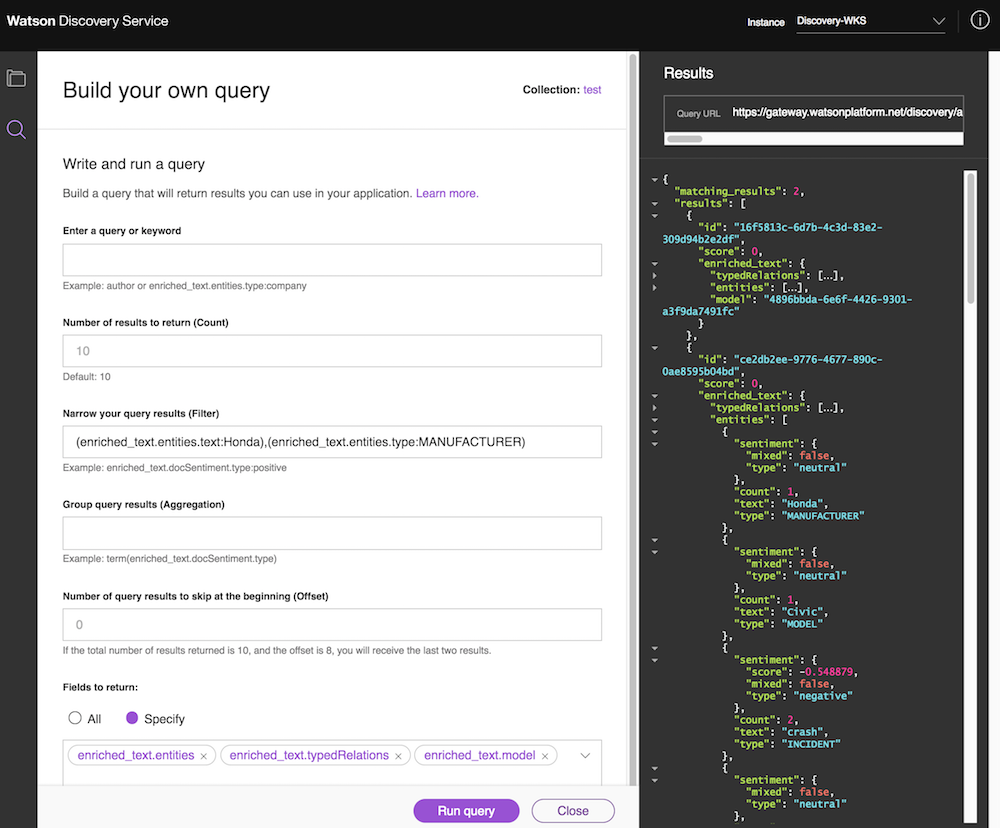 Watson Discovery Service
Instance Discovery-WKS
Build your own query
Collection: test
Write and run a query
Build a query that will return results you can use in your application. Learn more.
Enter a query or keyword
Example: author or enriched_text.entities.type:company
Number of results to return (Count)
10
Default: 10
Narrow your query results (Filter)
(enriched_text.entities.text:Honda),(enriched_text.entities.type:MANUFACTURER)
Example: enriched_text.docSentiment.type:positive
Group query results (Aggregation)
Example: term(enriched_text.docSentiment.type)
Number of query results to skip at the beginning (Offset)
0
If the total number of results returned is 10, and the offset is 8, you will receive the last two results.
Fields to return:
All Specify
enriched_text.entities × enriched_text.typedRelations × enriched_text.model ×
Run query Close
Results
Query URL https://gateway.watsonplatform.net/discovery/a
{
"matching_results": 2,
"results": [
{
"id": "16f5813c-6d7b-4c3d-83e2-
309d94b2e2df",
"score": 0,
"enriched_text": {
"typedRelations": [...],
"entities": [...],
"model": "4896bbda-6e6f-4426-9301-
a3f9da7491fc"
}
},
{
"id": "ce2db2ee-9776-4677-890c-
0ae8595b04bd",
"score": 0,
"enriched_text": {
"typedRelations": [...],
"entities": [
{
"sentiment": {
"mixed": false,
"type": "neutral"
},
"count": 1,
"text": "Honda",
"type": "MANUFACTURER"
},
{
"sentiment": {
"mixed": false,
"type": "neutral"
},
"count": 1,
"text": "Civic",
"type": "MODEL"
},
{
"sentiment": {
"score": -0.548879,
"mixed": false,
"type": "negative"
},
"count": 2,
"text": "crash",
"type": "INCIDENT"
},
{
"sentiment": {
"mixed": false,
"type": "neutral"
},